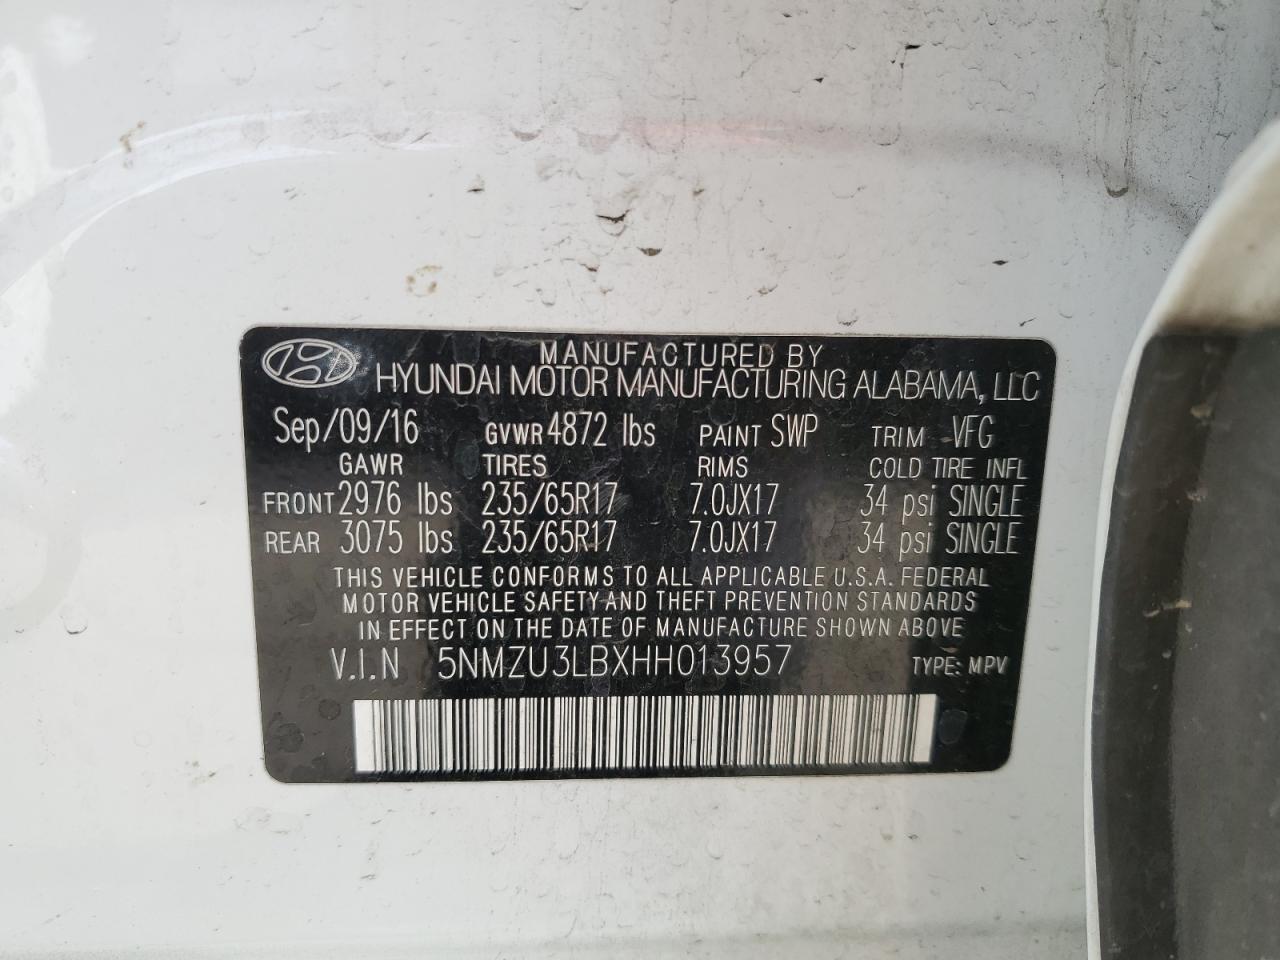 MANUFACTURED BY
HYUNDAI MOTOR MANUFACTURING ALABAMA, LLC
Sep/09/16 GVWR 4872 lbs PAINT SWP TRIM VFG
GAWR TIRES RIMS COLD TIRE INFL
FRONT 2976 lbs 235/65R17 7.0JX17 34 psi SINGLE
REAR 3075 lbs 235/65R17 7.0JX17 34 psi SINGLE
THIS VEHICLE CONFORMS TO ALL APPLICABLE U.S.A. FEDERAL
MOTOR VEHICLE SAFETY AND THEFT PREVENTION STANDARDS
IN EFFECT ON THE DATE OF MANUFACTURE SHOWN ABOVE
V.I.N 5NMZU3LBXHH013957 TYPE: MPV